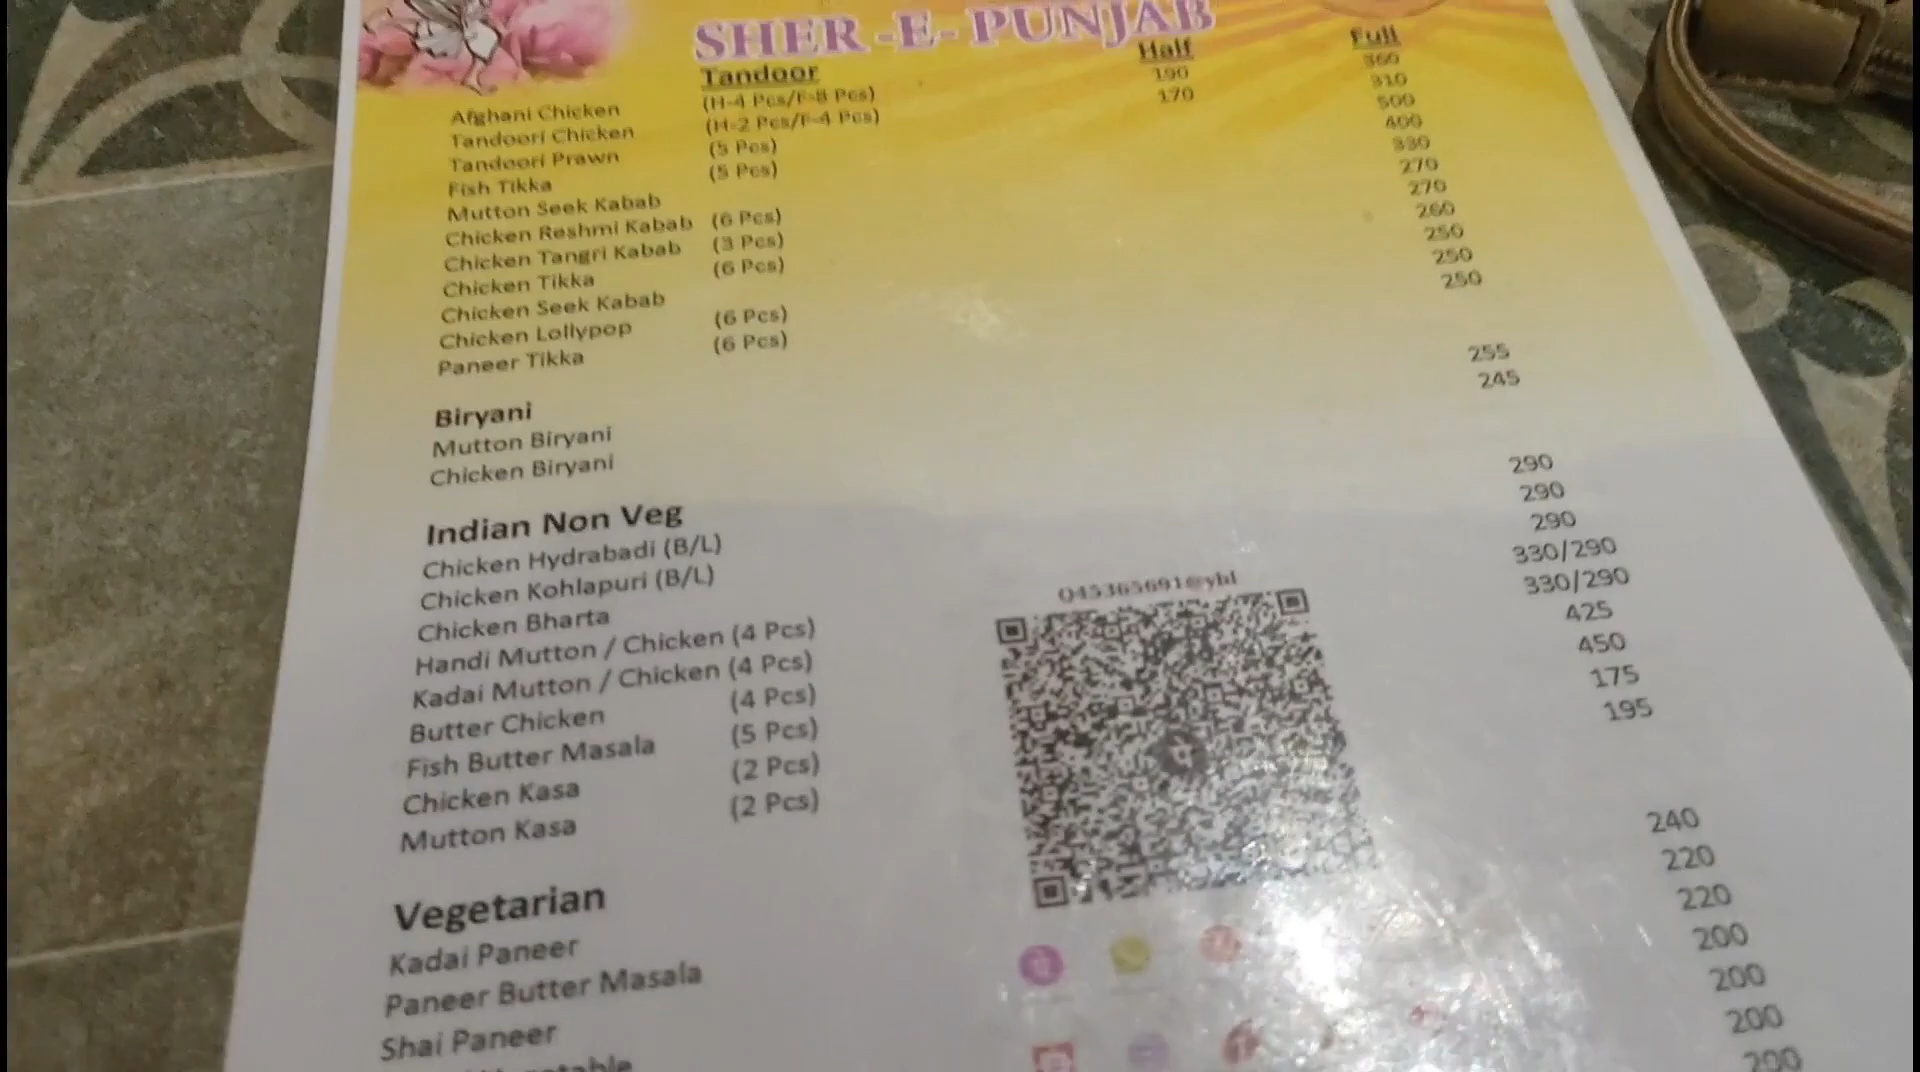 SHER -E- PUNJAB
Tandoor Half Full
Afghani Chicken (H-4 Pcs/F-8 Pcs) 190 360
Tandoori Chicken (H-2 Pcs/F-4 Pcs) 170 310
Tandoori Prawn (5 Pcs) 500
Fish Tikka (5 Pcs) 400
Mutton Seek Kabab 330
Chicken Reshmi Kabab (6 Pcs) 270
Chicken Tangri Kabab (3 Pcs) 270
Chicken Tikka (6 Pcs) 260
Chicken Seek Kabab 250
Chicken Lollypop (6 Pcs) 250
Paneer Tikka (6 Pcs) 250
Biryani
Mutton Biryani 255
Chicken Biryani 245
Indian Non Veg
Chicken Hydrabadi (B/L) 290
Chicken Kohlapuri (B/L) 290
Chicken Bharta 290
Handi Mutton / Chicken (4 Pcs) 330/290
Kadai Mutton / Chicken (4 Pcs) 330/290
Butter Chicken (4 Pcs) 425
Fish Butter Masala (5 Pcs) 450
Chicken Kasa (2 Pcs) 175
Mutton Kasa (2 Pcs) 195
Q45365691@ybl
Vegetarian
Kadai Paneer 240
Paneer Butter Masala 220
Shai Paneer 220
200
200
200
200